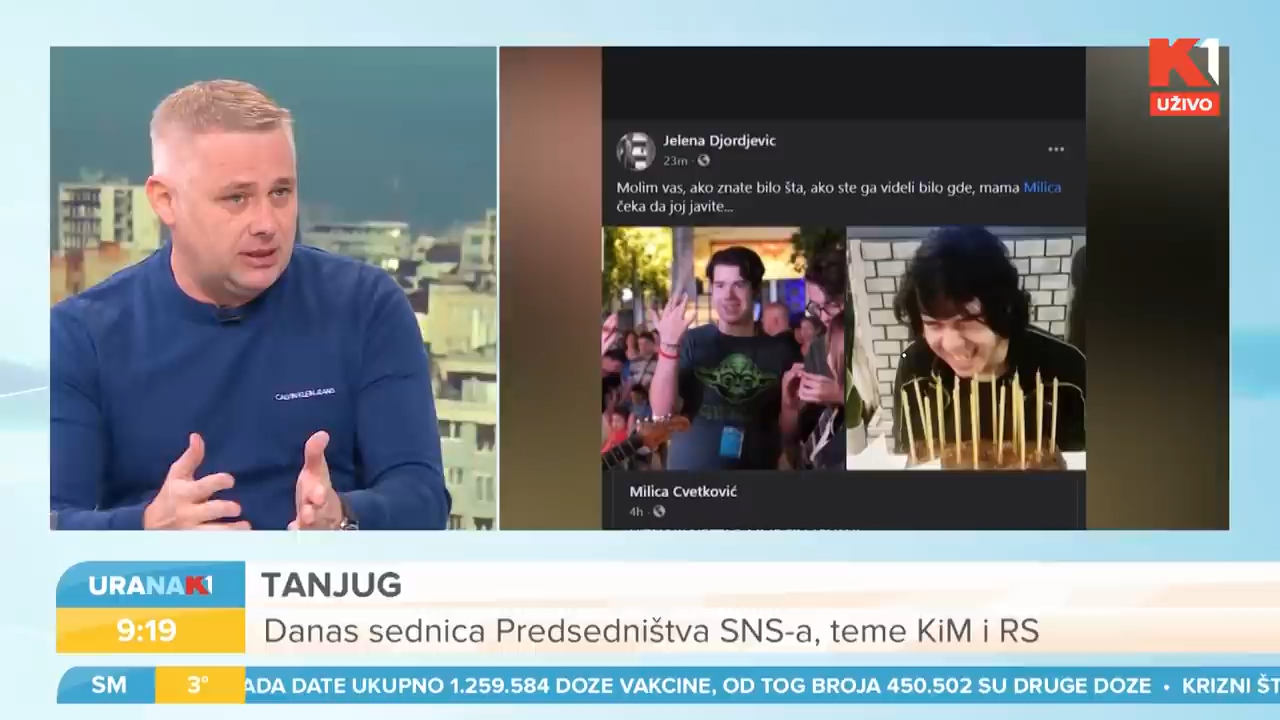 K1
UŽIVO
Jelena Djordjevic
23m
Molim vas, ako znate bilo šta, ako ste ga videli bilo gde, mama Milica
čeka da joj javite...
CALVIN KLEIN JEANS
Milica Cvetković
4h
URANAK1
TANJUG
9:19
Danas sednica Predsedništva SNS-a, teme KiM i RS
SM 3° ADA DATE UKUPNO 1.259.584 DOZE VAKCINE, OD TOG BROJA 450.502 SU DRUGE DOZE • KRIZNI ŠT